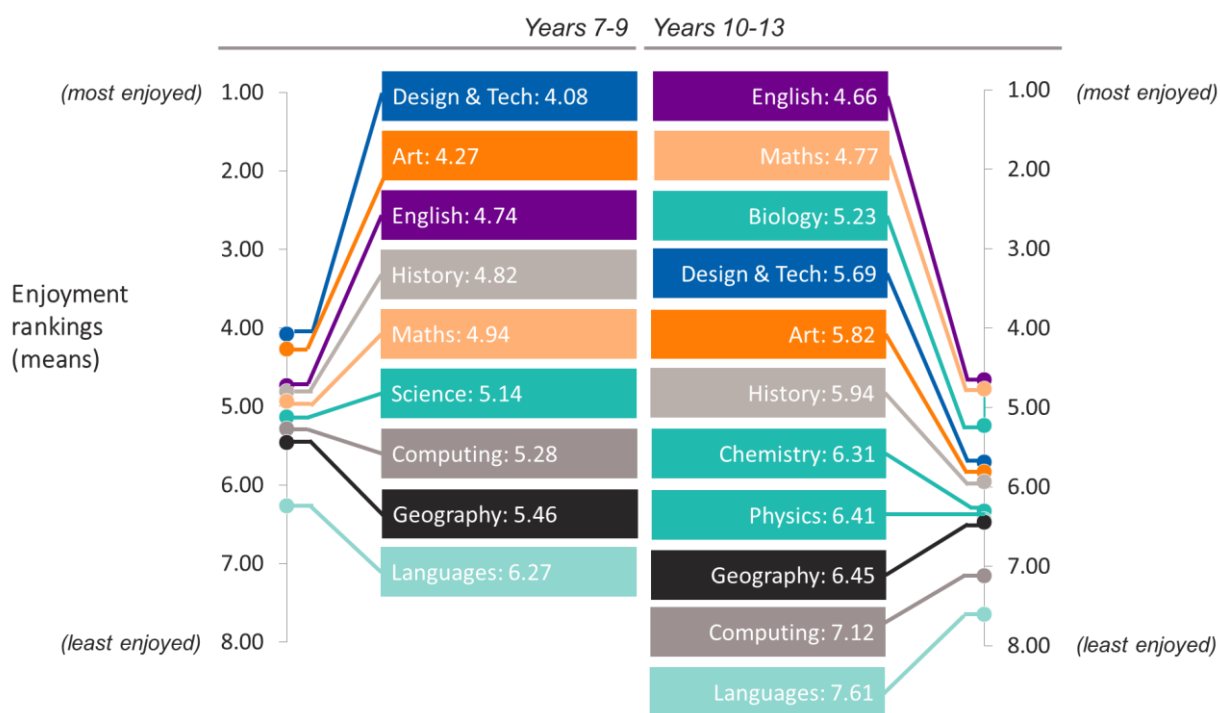 Years 7-9
Years 10-13
(most enjoyed)
1.00
2.00
3.00
4.00
5.00
6.00
7.00
8.00
(least enjoyed)
Enjoyment
rankings
(means)
Design & Tech: 4.08
Art: 4.27
English: 4.74
History: 4.82
Maths: 4.94
Science: 5.14
Computing: 5.28
Geography: 5.46
Languages: 6.27
English: 4.66
Maths: 4.77
Biology: 5.23
Design & Tech: 5.69
Art: 5.82
History: 5.94
Chemistry: 6.31
Physics: 6.41
Geography: 6.45
Computing: 7.12
Languages: 7.61
1.00
2.00
3.00
4.00
5.00
6.00
7.00
8.00
(most enjoyed)
(least enjoyed)